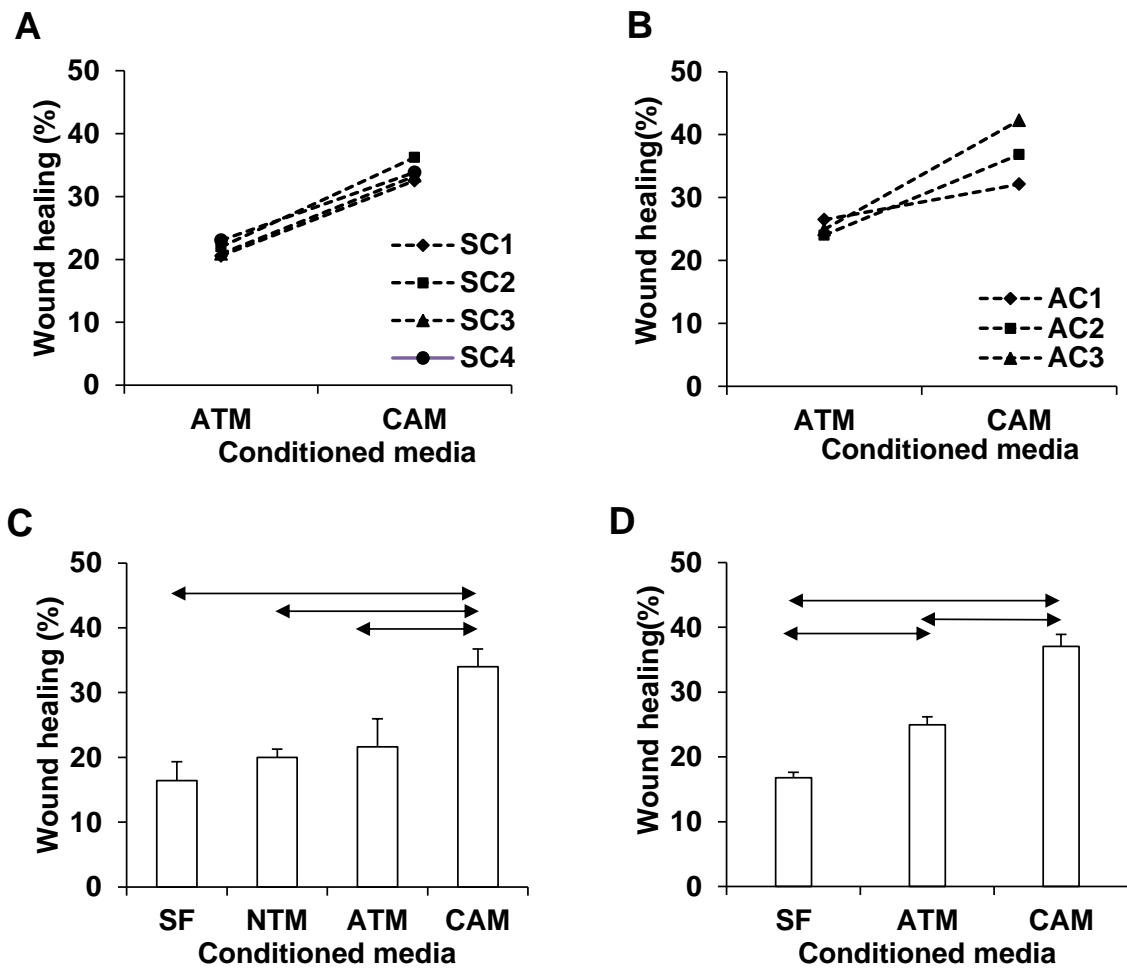 A
Wound healing (%)
50
40
30
20
10
0
ATM CAM
Conditioned media
SC1
SC2
SC3
SC4
B
Wound healing(%)
50
40
30
20
10
0
ATM CAM
Conditioned media
AC1
AC2
AC3
C
Wound healing (%)
50
40
30
20
10
0
SF NTM ATM CAM
Conditioned media
D
Wound healing(%)
50
40
30
20
10
0
SF ATM CAM
Conditioned media